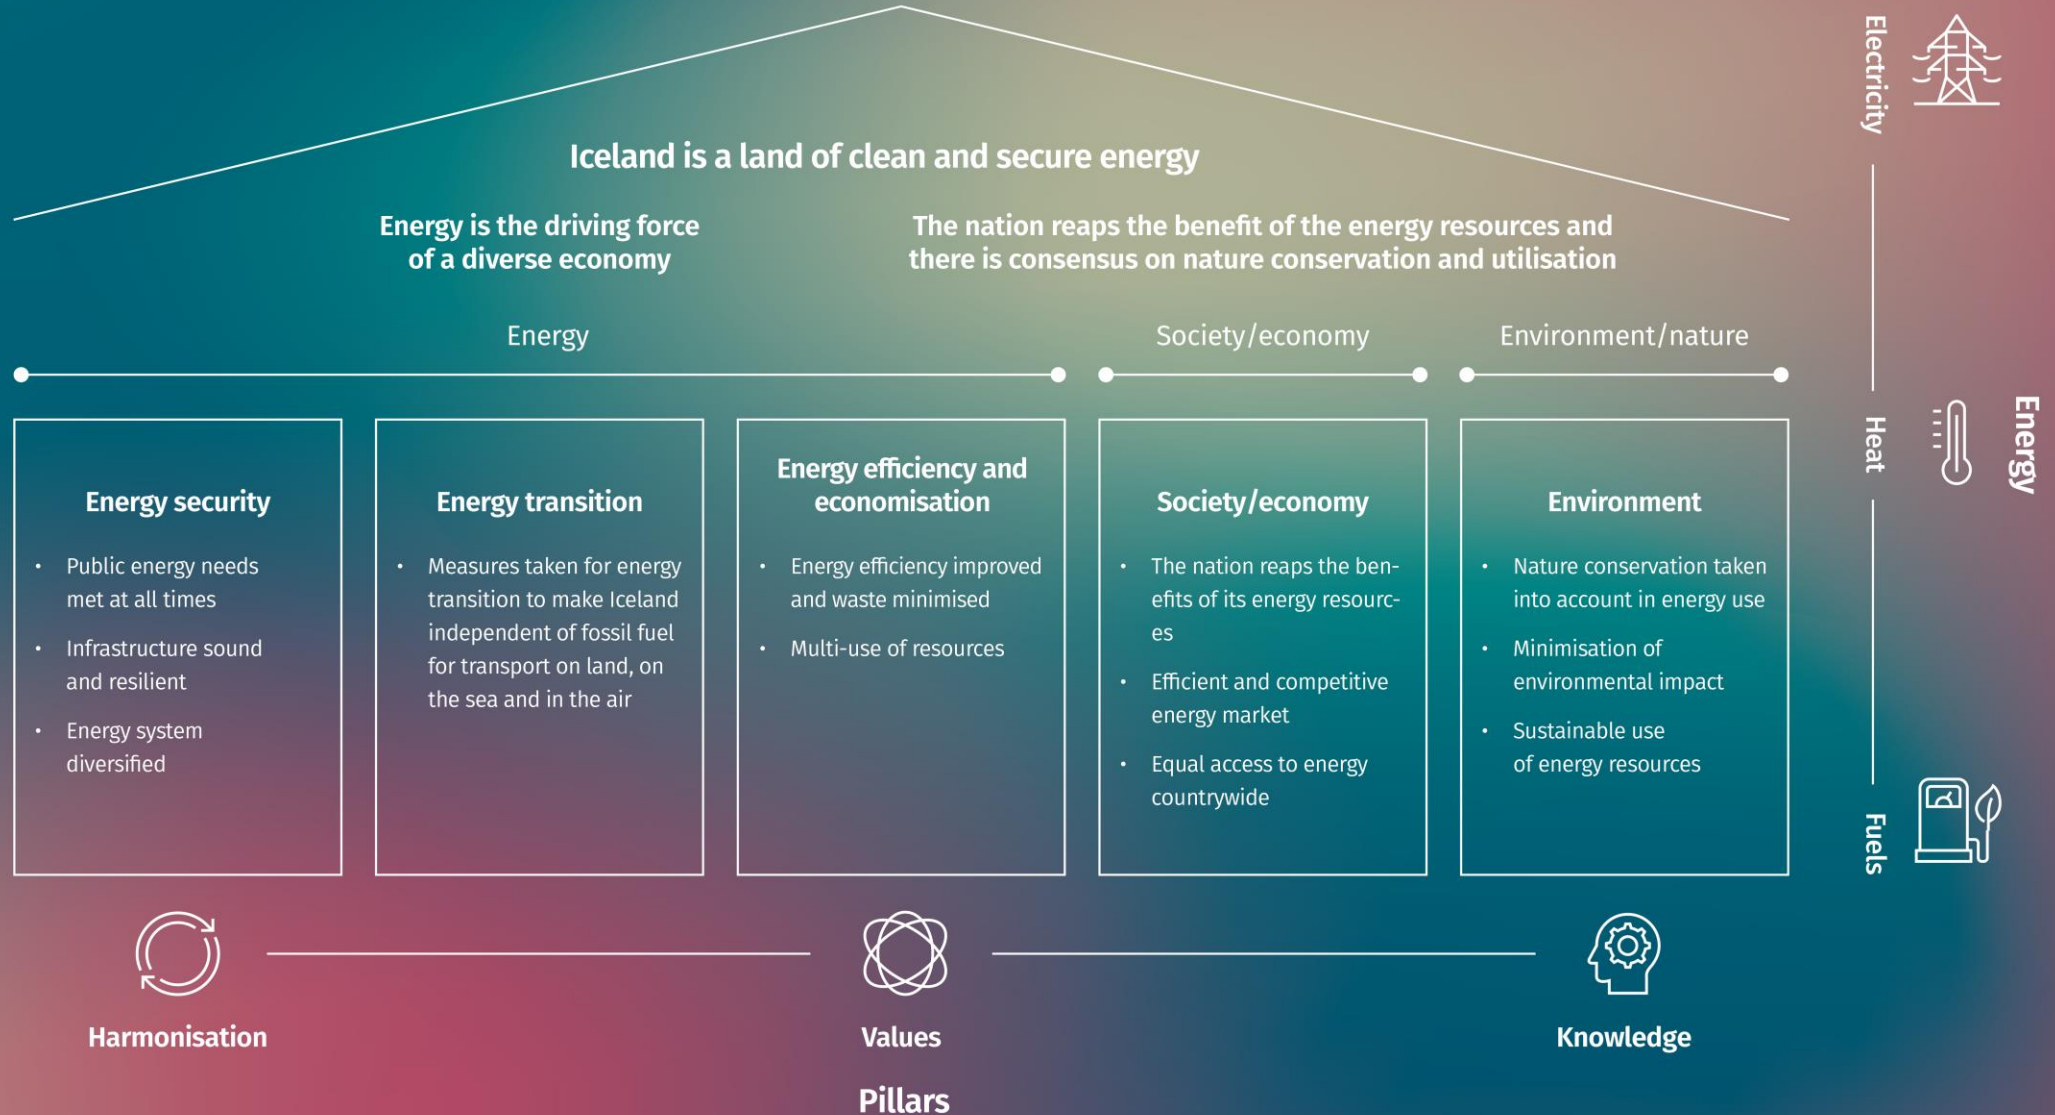 Iceland is a land of clean and secure energy
Energy is the driving force
of a diverse economy
The nation reaps the benefit of the energy resources and
there is consensus on nature conservation and utilisation
Energy
Society/economy
Environment/nature
Energy security
• Public energy needs
met at all times
• Infrastructure sound
and resilient
• Energy system
diversified
Energy transition
• Measures taken for energy
transition to make Iceland
independent of fossil fuel
for transport on land, on
the sea and in the air
Energy efficiency and
economisation
• Energy efficiency improved
and waste minimised
• Multi-use of resources
Society/economy
• The nation reaps the ben-
efits of its energy resourc-
es
• Efficient and competitive
energy market
• Equal access to energy
countrywide
Environment
• Nature conservation taken
into account in energy use
• Minimisation of
environmental impact
• Sustainable use
of energy resources
Electricity
Heat
Fuels
Energy
Harmonisation
Values
Knowledge
Pillars